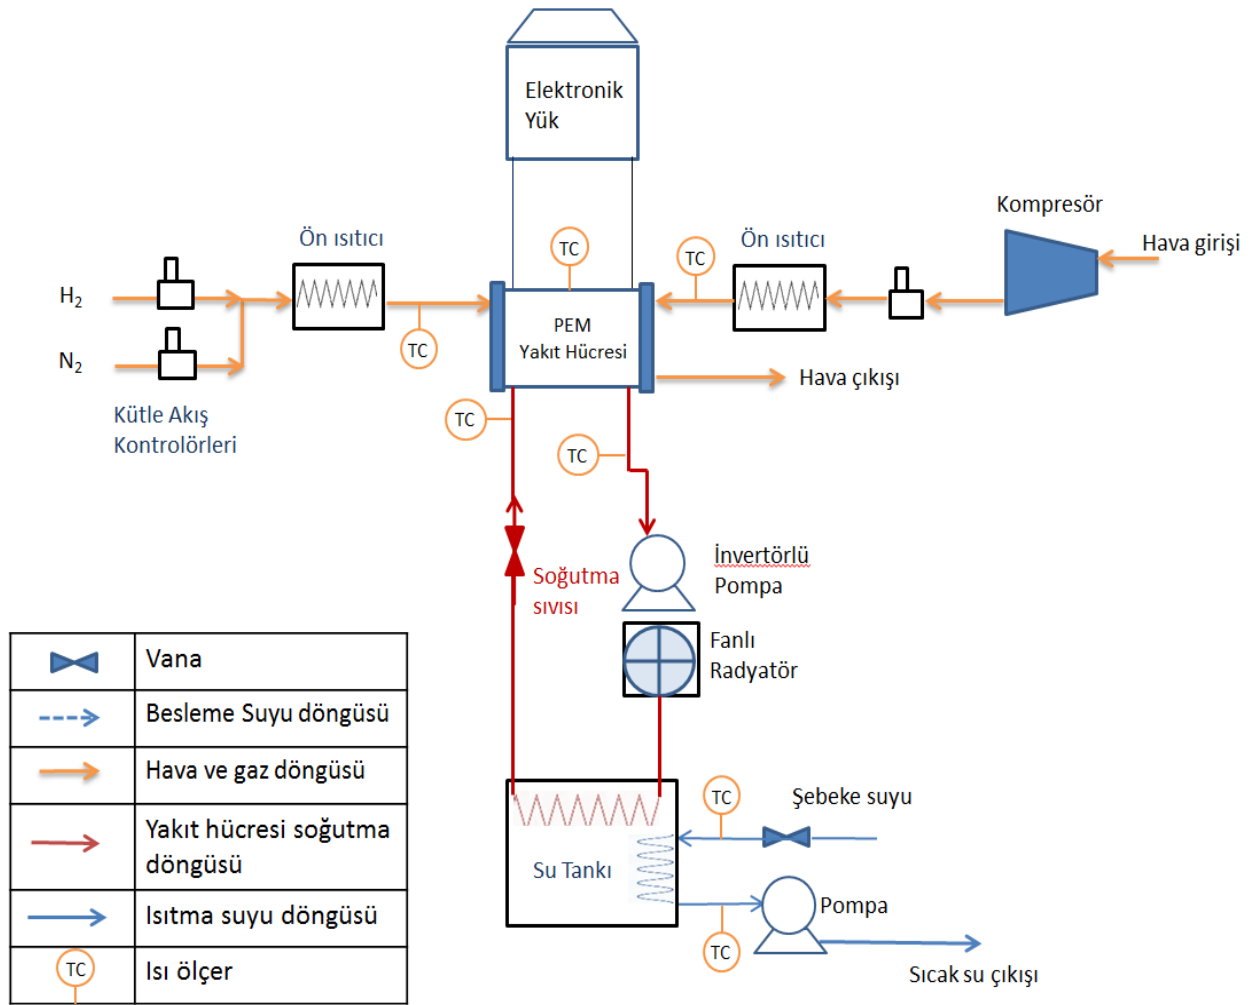 Elektronik
Yük
Kompresör
Hava girişi
Ön ısıtıcı
TC
TC
Ön ısıtıcı
H2
N2
TC
PEM
Yakıt Hücresi
Hava çıkışı
Kütle Akış
Kontrolörleri
TC
TC
Soğutma
sıvısı
İnvertörlü
Pompa
Fanlı
Radyatör
Vana
Besleme Suyu döngüsü
Hava ve gaz döngüsü
Yakıt hücresi soğutma
döngüsü
Isıtma suyu döngüsü
TC
Isı ölçer
TC
Şebeke suyu
Su Tankı
Pompa
TC
Sıcak su çıkışı